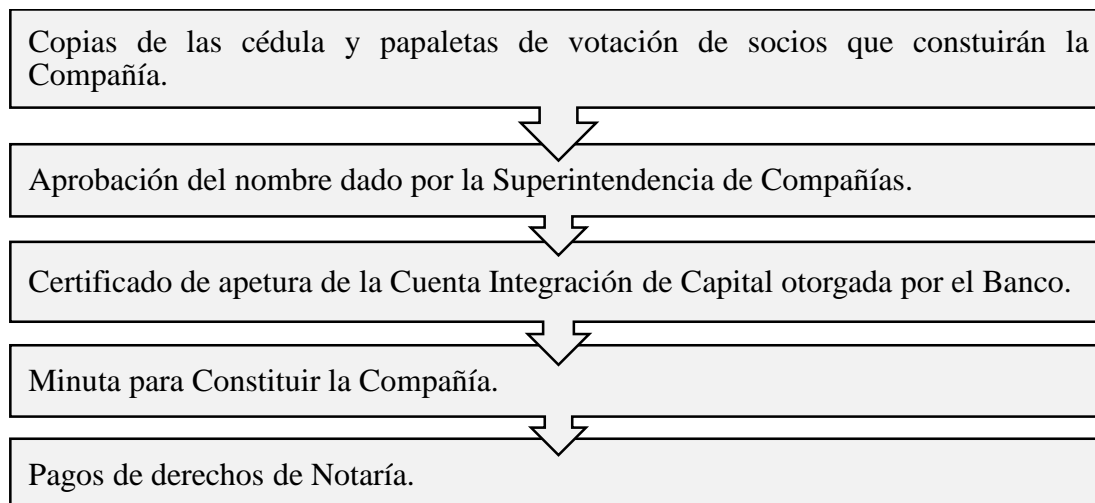 Copias de las cédula y papaletas de votación de socios que constuirán la
Compañía.
Aprobación del nombre dado por la Superintendencia de Compañías.
Certificado de apetura de la Cuenta Integración de Capital otorgada por el Banco.
Minuta para Constituir la Compañía.
Pagos de derechos de Notaría.